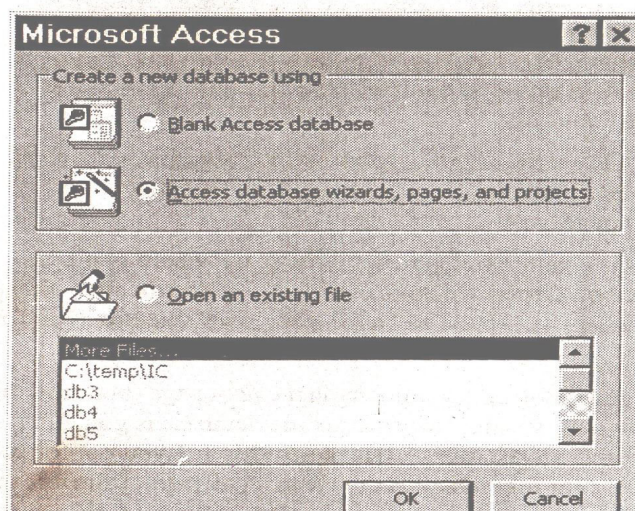 Microsoft Access
Create a new database using
Blank Access database
Access database wizards, pages, and projects
Open an existing file
More Files...
C:\temp\IC
db3
db4
db5
OK
Cancel